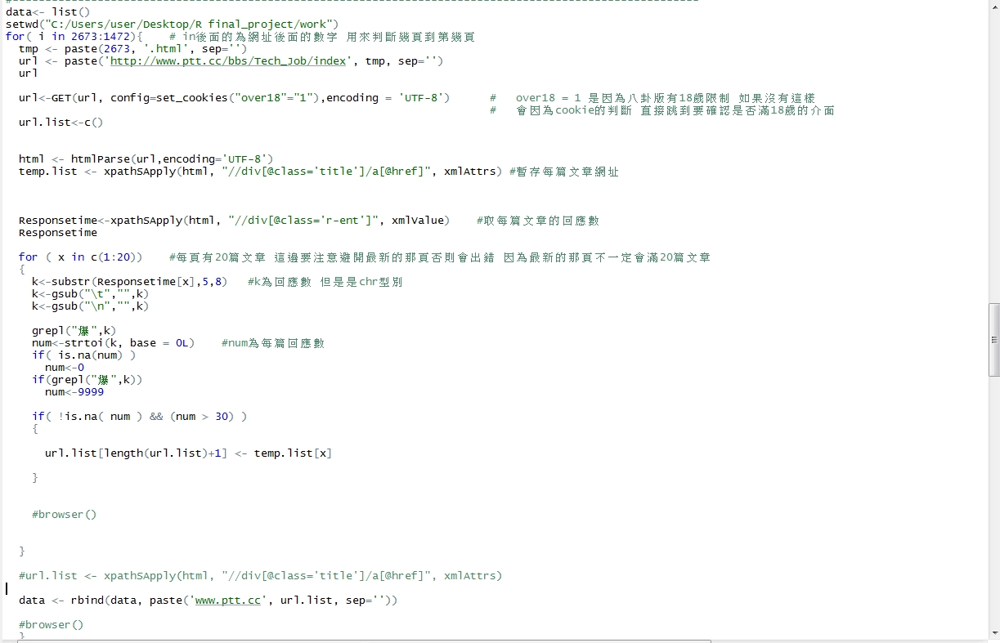 data<- list()
setwd("C:/Users/user/Desktop/R final_project/work")
for( i in 2673:1472){    # in後面的為網址後面的數字 用來判斷幾頁到第幾頁
  tmp <- paste(2673, '.html', sep='')
  url <- paste('http://www.ptt.cc/bbs/Tech_Job/index', tmp, sep='')
  url
  url<-GET(url, config=set_cookies("over18"="1"),encoding = 'UTF-8')      #   over18 = 1 是因為八卦版有18歲限制 如果沒有這樣
                                                                          #   會因為cookie的判斷 直接跳到要確認是否滿18歲的介面
  url.list<-c()
  html <- htmlParse(url,encoding='UTF-8')
  temp.list <- xpathSApply(html, "//div[@class='title']/a[@href]", xmlAttrs) #暫存每篇文章網址
  Responsetime<-xpathSApply(html, "//div[@class='r-ent']", xmlValue)    #取每篇文章的回應數
  Responsetime
  for ( x in c(1:20))    #每頁有20篇文章 這邊要注意避開最新的那頁否則會出錯 因為最新的那頁不一定會滿20篇文章
  {
    k<-substr(Responsetime[x],5,8)   #k為回應數 但是是chr型別
    k<-gsub("\t","",k)
    k<-gsub("\n","",k)
    grepl("爆",k)
    num<-strtoi(k, base = 0L)    #num為每篇回應數
    if( is.na(num) )
      num<-0
    if(grepl("爆",k))
      num<-9999
    if( !is.na( num ) && (num > 30) )
    {
      url.list[length(url.list)+1] <- temp.list[x]
    }
    #browser()
  }
  #url.list <- xpathSApply(html, "//div[@class='title']/a[@href]", xmlAttrs)
  data <- rbind(data, paste('www.ptt.cc', url.list, sep=''))
  #browser()
  }